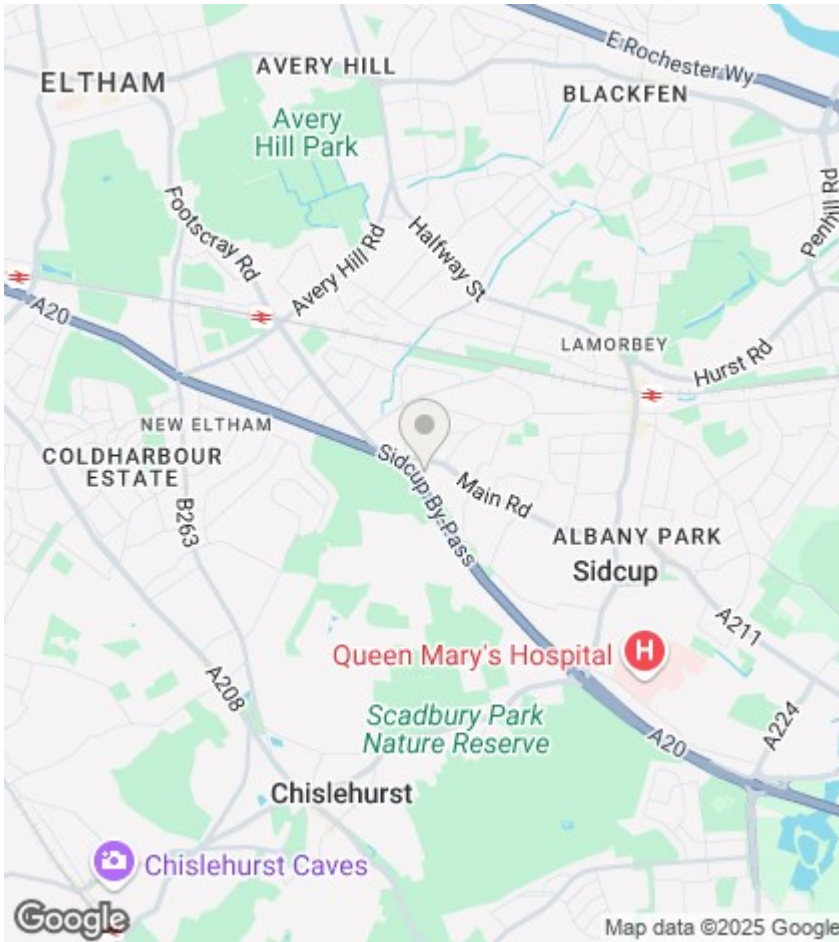 E Rochester Wy
ELTHAM
AVERY HILL
BLACKFEN
Avery
Hill Park
Penhill Rd
Footscray Rd
Avery Hill Rd
Halfway St
A20
LAMORBEY
Hurst Rd
NEW ELTHAM
COLDHARBOUR
ESTATE
Sidcup By-Pass
Main Rd
B263
ALBANY PARK
Sidcup
A211
Queen Mary's Hospital
H
A208
Scadbury Park
Nature Reserve
A20
A224
Chislehurst
Chislehurst Caves
Google
Map data ©2025 Google